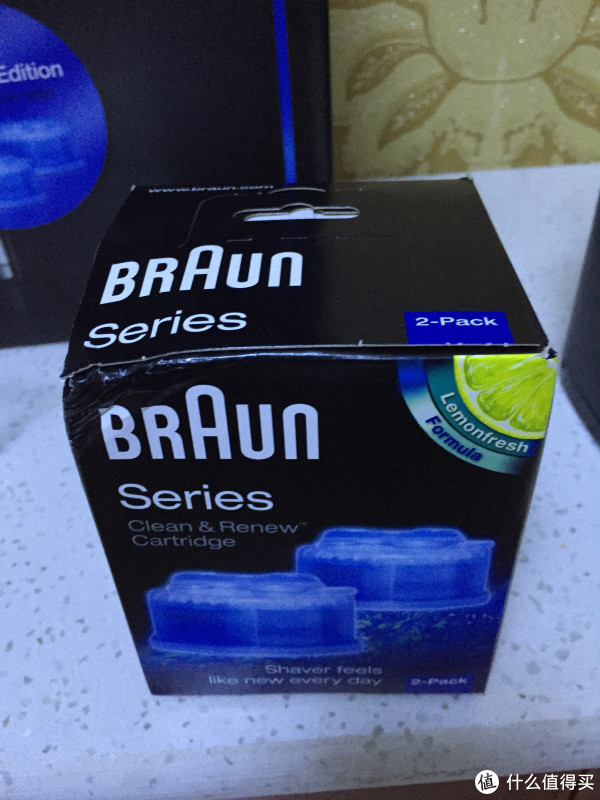 Edition
www.braun.com
BRAUN
Series
2-Pack
BRAUN
Series
Clean & Renew™
Cartridge
Lemonfresh
Formula
Shaver feels
like new every day
2-Pack
值 什么值得买